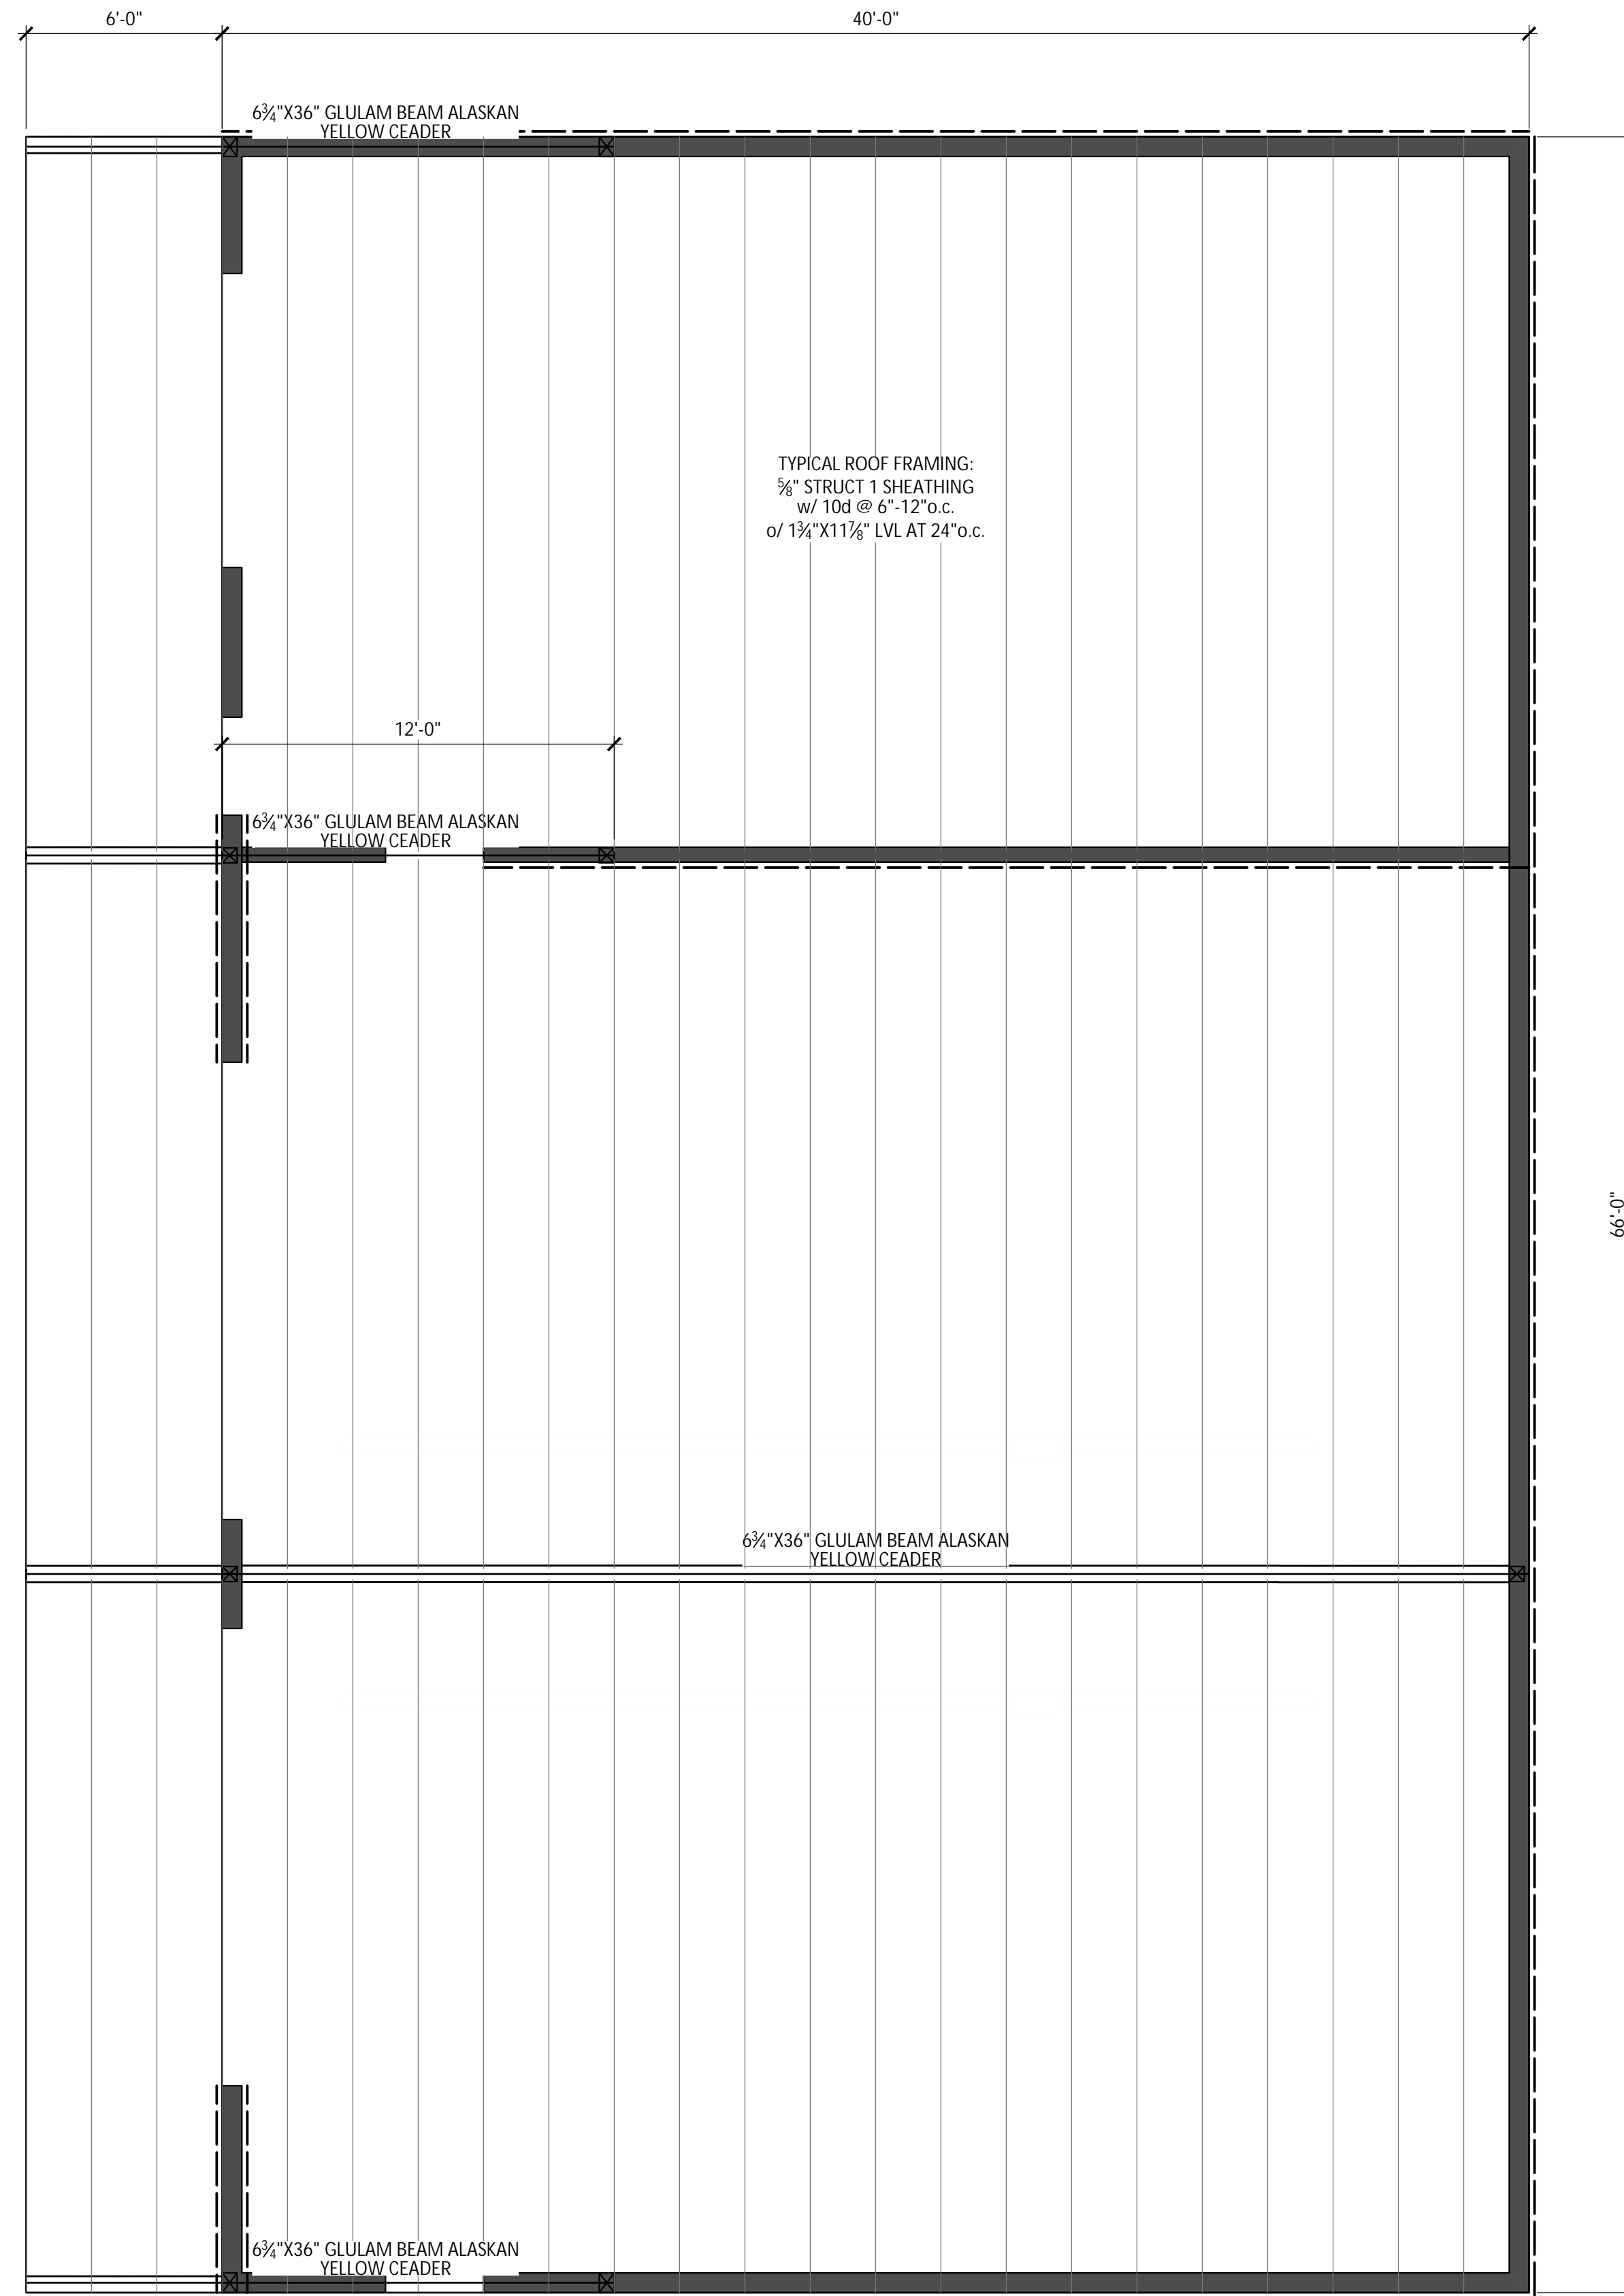 6'-0"
40'-0"
6¾"X36" GLULAM BEAM ALASKAN
YELLOW CEADER
TYPICAL ROOF FRAMING:
⅝" STRUCT 1 SHEATHING
w/ 10d @ 6"-12"o.c.
o/ 1¾"X11⅞" LVL AT 24"o.c.
12'-0"
6¾"X36" GLULAM BEAM ALASKAN
YELLOW CEADER
66'-0"
6¾"X36" GLULAM BEAM ALASKAN
YELLOW CEADER
6¾"X36" GLULAM BEAM ALASKAN
YELLOW CEADER